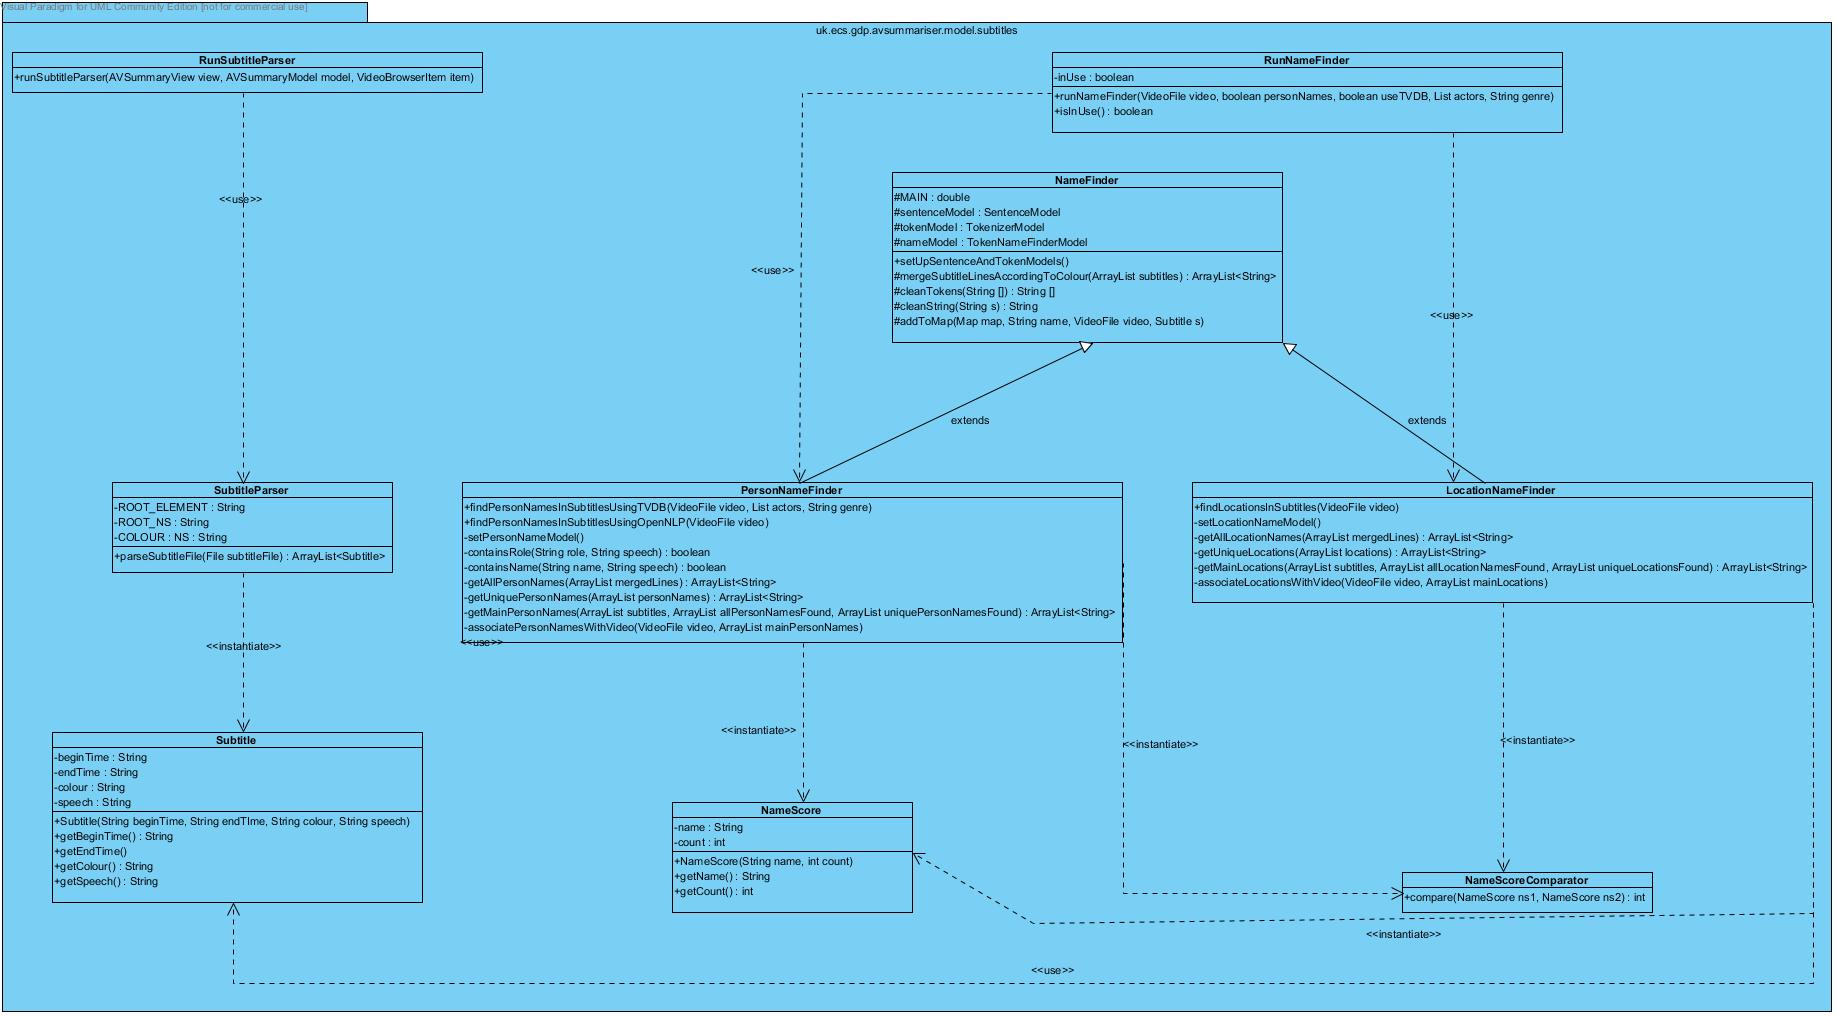 Visual Paradigm for UML Community Edition [not for commercial use]
uk.ecs.gdp.avsummariser.model.subtitles
RunSubtitleParser
+runSubtitleParser(AVSummaryView view, AVSummaryModel model, VideoBrowserItem item)
RunNameFinder
-inUse : boolean
+runNameFinder(VideoFile video, boolean personNames, boolean useTVDB, List actors, String genre)
+isInUse() : boolean
<<use>>
<<use>>
<<use>>
NameFinder
#MAIN : double
#sentenceModel : SentenceModel
#tokenModel : TokenizerModel
#nameModel : TokenNameFinderModel
+setUpSentenceAndTokenModels()
#mergeSubtitleLinesAccordingToColour(ArrayList subtitles) : ArrayList<String>
#cleanTokens(String []) : String []
#cleanString(String s) : String
#addToMap(Map map, String name, VideoFile video, Subtitle s)
extends
extends
SubtitleParser
-ROOT_ELEMENT : String
-ROOT_NS : String
-COLOUR : NS : String
+parseSubtitleFile(File subtitleFile) : ArrayList<Subtitle>
PersonNameFinder
+findPersonNamesInSubtitlesUsingTVDB(VideoFile video, List actors, String genre)
+findPersonNamesInSubtitlesUsingOpenNLP(VideoFile video)
-setPersonNameModel()
-containsRole(String role, String speech) : boolean
-containsName(String name, String speech) : boolean
-getAllPersonNames(ArrayList mergedLines) : ArrayList<String>
-getUniquePersonNames(ArrayList personNames) : ArrayList<String>
-getMainPersonNames(ArrayList subtitles, ArrayList allPersonNamesFound, ArrayList uniquePersonNamesFound) : ArrayList<String>
-associatePersonNamesWithVideo(VideoFile video, ArrayList mainPersonNames)
<<use>>
LocationNameFinder
+findLocationsInSubtitles(VideoFile video)
-setLocationNameModel()
-getAllLocationNames(ArrayList mergedLines) : ArrayList<String>
-getUniqueLocations(ArrayList locations) : ArrayList<String>
-getMainLocations(ArrayList subtitles, ArrayList allLocationNamesFound, ArrayList uniqueLocationsFound) : ArrayList<String>
-associateLocationsWithVideo(VideoFile video, ArrayList mainLocations)
<<instantiate>>
<<instantiate>>
<<instantiate>>
<<instantiate>>
Subtitle
-beginTime : String
-endTime : String
-colour : String
-speech : String
+Subtitle(String beginTime, String endTIme, String colour, String speech)
+getBeginTime() : String
+getEndTime()
+getColour() : String
+getSpeech() : String
NameScore
-name : String
-count : int
+NameScore(String name, int count)
+getName() : String
+getCount() : int
NameScoreComparator
+compare(NameScore ns1, NameScore ns2) : int
<<instantiate>>
<<use>>